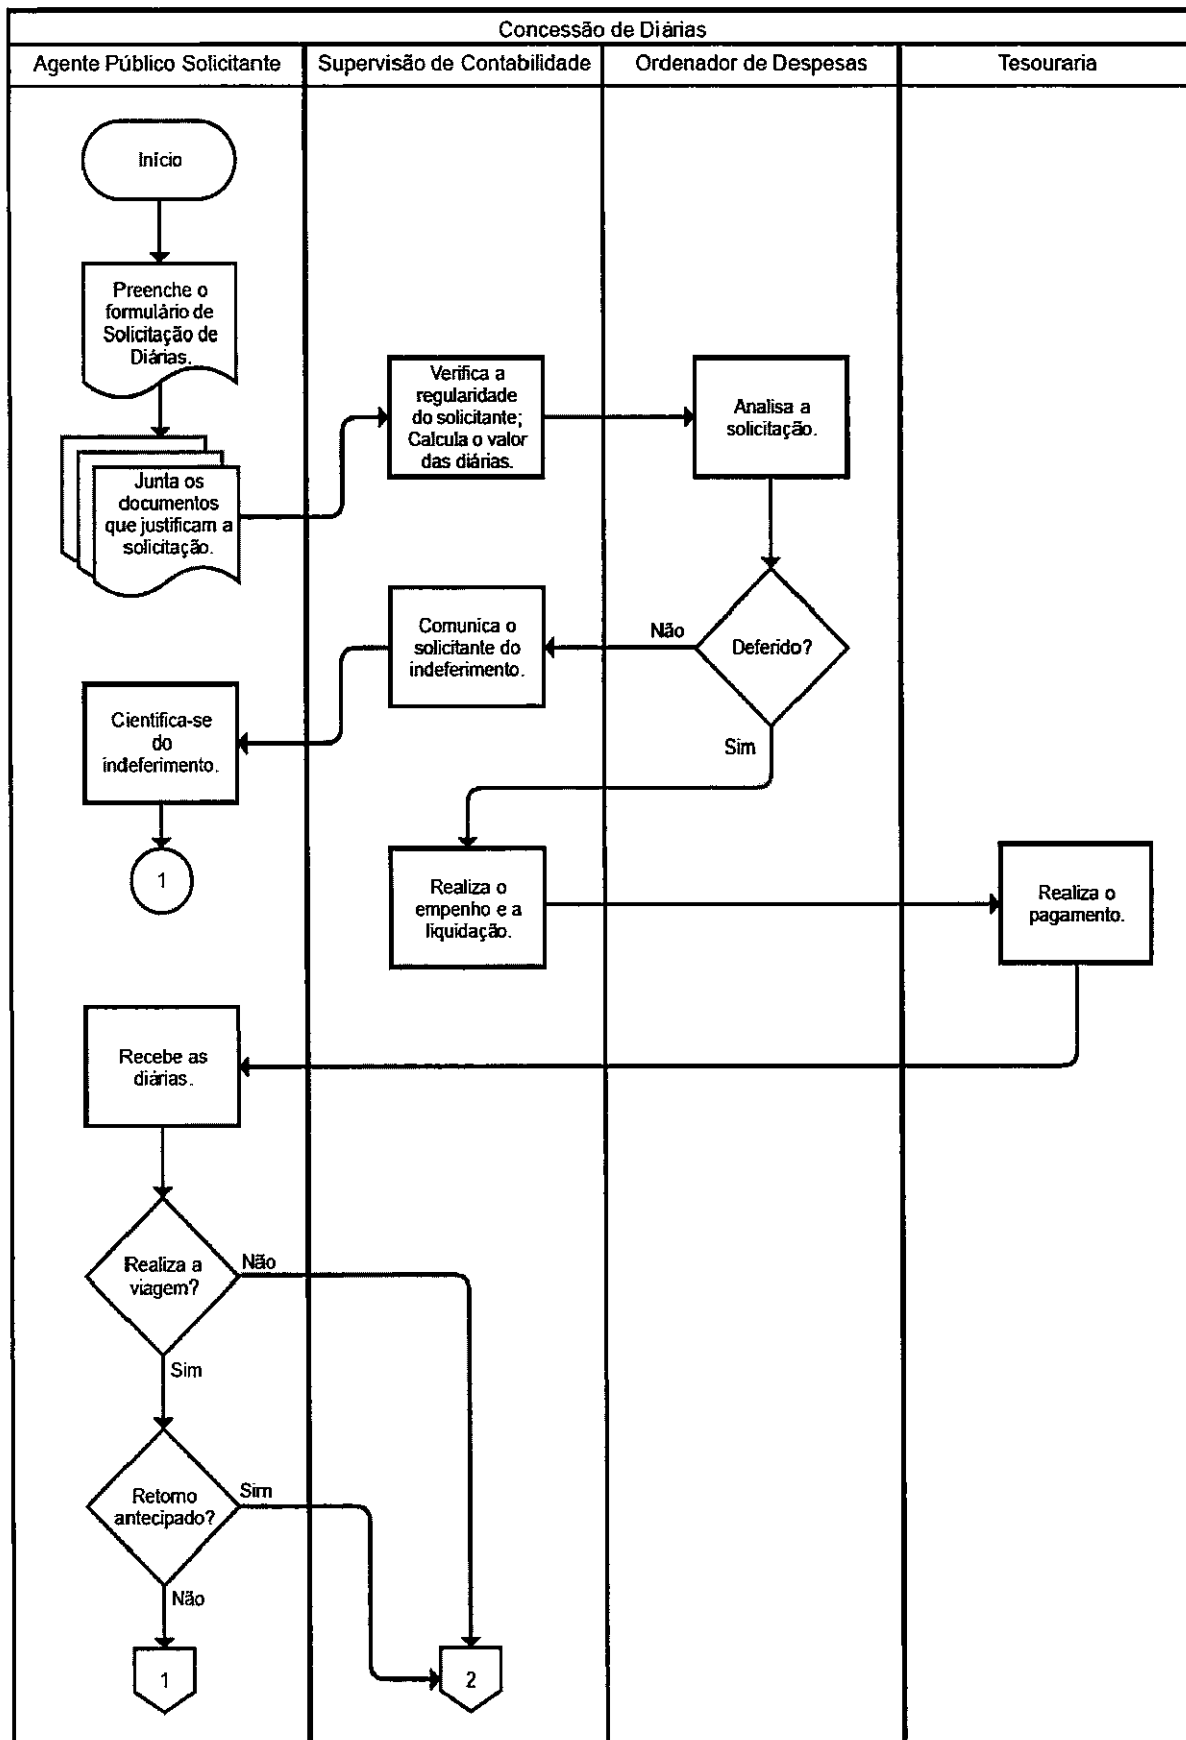 Concessão de Diárias
Agente Público Solicitante
Supervisão de Contabilidade
Ordenador de Despesas
Tesouraria
Início
Preenche o
formulário de
Solicitação de
Diárias.
Junta os
documentos
que justificam a
solicitação.
Verifica a
regularidade
do solicitante;
Calcula o valor
das diárias.
Analisa a
solicitação.
Deferido?
Não
Sim
Comunica o
solicitante do
indeferimento.
Cientifica-se
do
indeferimento.
1
Realiza o
empenho e a
liquidação.
Realiza o
pagamento.
Recebe as
diárias.
Realiza a
viagem?
Não
Sim
Retorno
antecipado?
Sim
Não
1
2